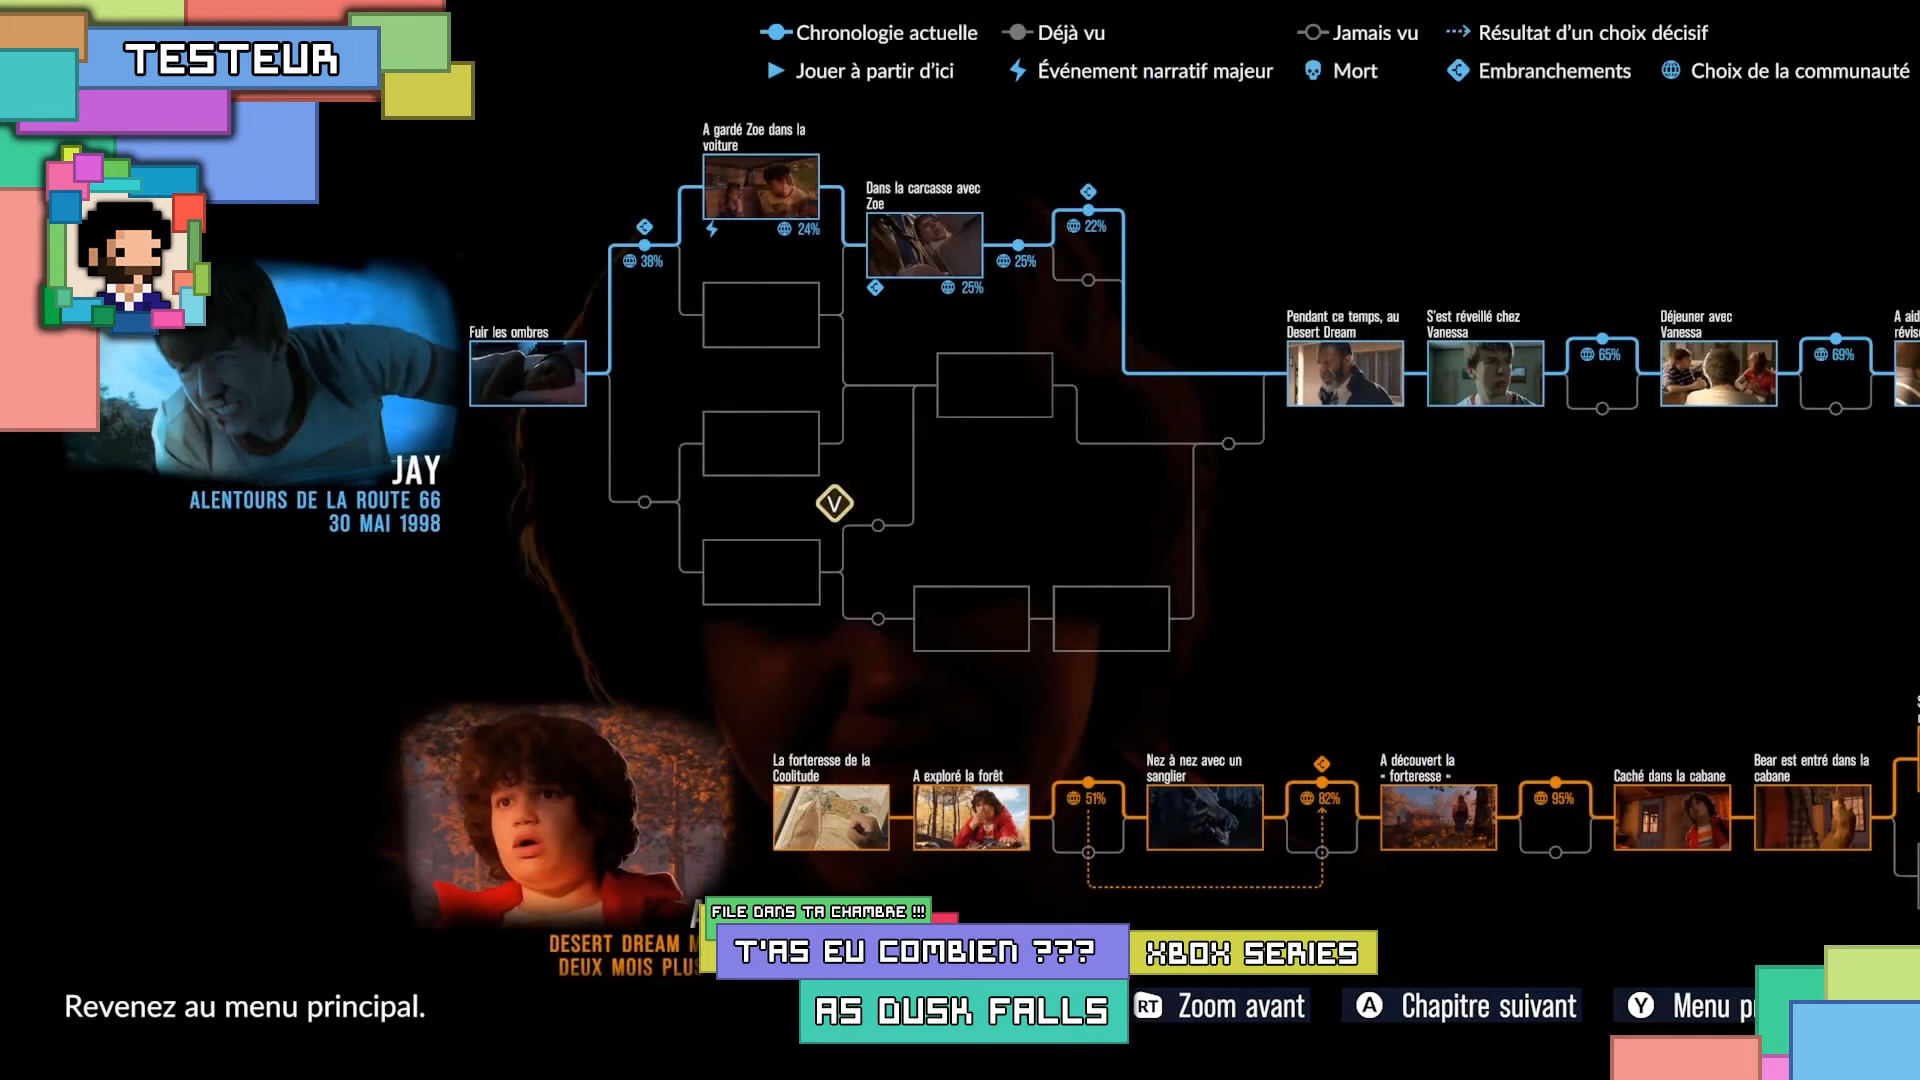 TESTEUR
Chronologie actuelle
Déjà vu
Jamais vu
Résultat d'un choix décisif
Jouer à partir d'ici
Événement narratif majeur
Mort
Embranchements
Choix de la communauté
A gardé Zoe dans la
voiture
24%
38%
Dans la carcasse avec
Zoe
25%
25%
22%
Fuir les ombres
Pendant ce temps, au
Desert Dream
S'est réveillé chez
Vanessa
65%
Déjeuner avec
Vanessa
69%
A aid
révis
JAY
ALENTOURS DE LA ROUTE 66
30 MAI 1998
V
La forteresse de la
Coolitude
A exploré la forêt
51%
Nez à nez avec un
sanglier
82%
A découvert la
« forteresse »
95%
Caché dans la cabane
Bear est entré dans la
cabane
DESERT DREAM
DEUX MOIS PLUS
FILE DANS TA CHAMBRE !!!
T'AS EU COMBIEN ???
XBOX SERIES
AS DUSK FALLS
Revenez au menu principal.
RT Zoom avant
A Chapitre suivant
Y Menu p